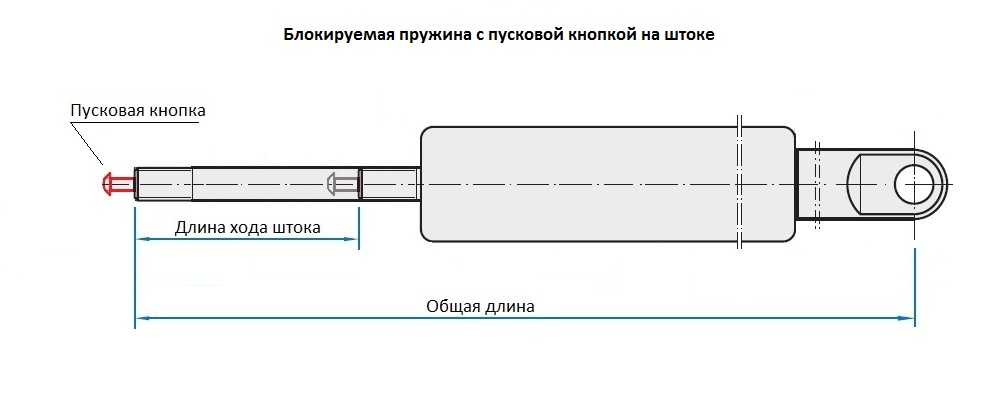 Блокируемая пружина с пусковой кнопкой на штоке
Пусковая кнопка
Длина хода штока
Общая длина